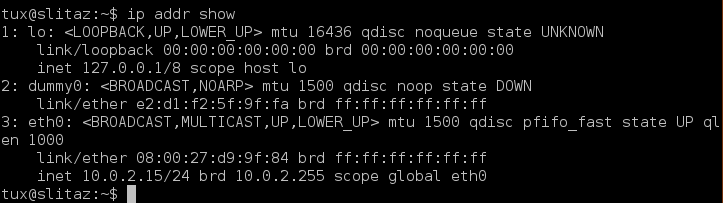 tux@slitaz:~$ ip addr show
1: lo: <LOOPBACK,UP,LOWER_UP> mtu 16436 qdisc noqueue state UNKNOWN
    link/loopback 00:00:00:00:00:00 brd 00:00:00:00:00:00
    inet 127.0.0.1/8 scope host lo
2: dummy0: <BROADCAST,NOARP> mtu 1500 qdisc noop state DOWN
    link/ether e2:d1:f2:5f:9f:fa brd ff:ff:ff:ff:ff:ff
3: eth0: <BROADCAST,MULTICAST,UP,LOWER_UP> mtu 1500 qdisc pfifo_fast state UP ql
en 1000
    link/ether 08:00:27:d9:9f:84 brd ff:ff:ff:ff:ff:ff
    inet 10.0.2.15/24 brd 10.0.2.255 scope global eth0
tux@slitaz:~$